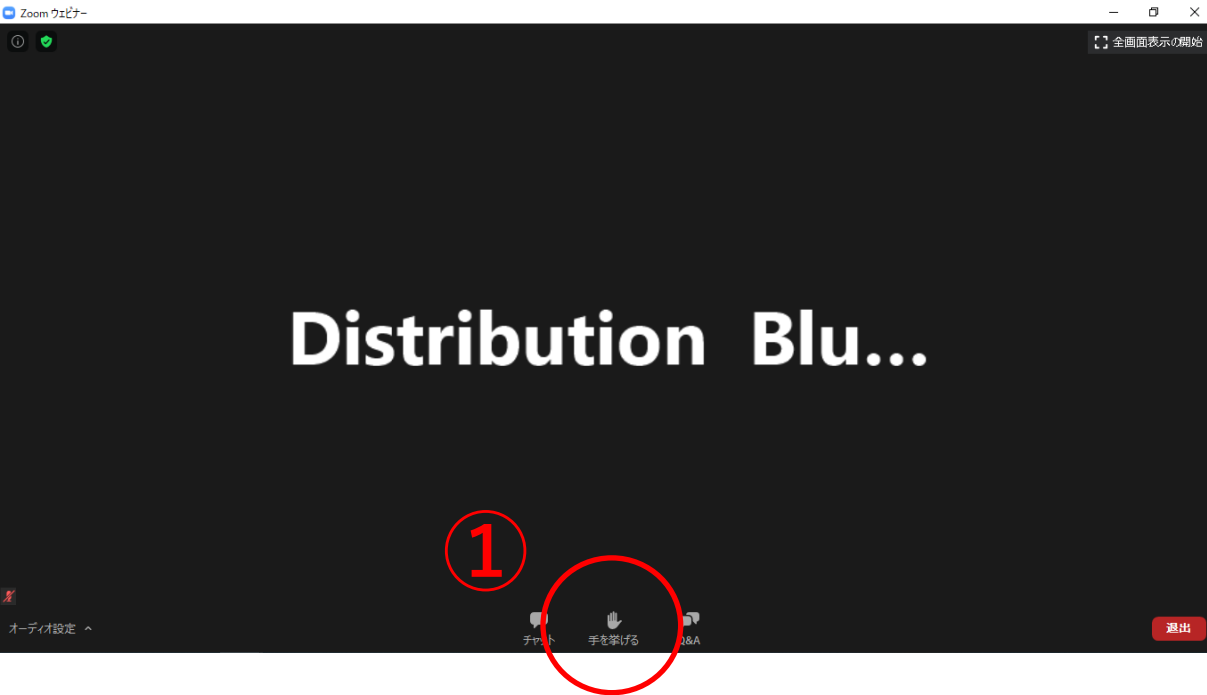 Zoom ウェビナー
全画面表示の開始
Distribution Blu...
①
オーディオ設定
チャット
手を挙げる
Q&A
退出